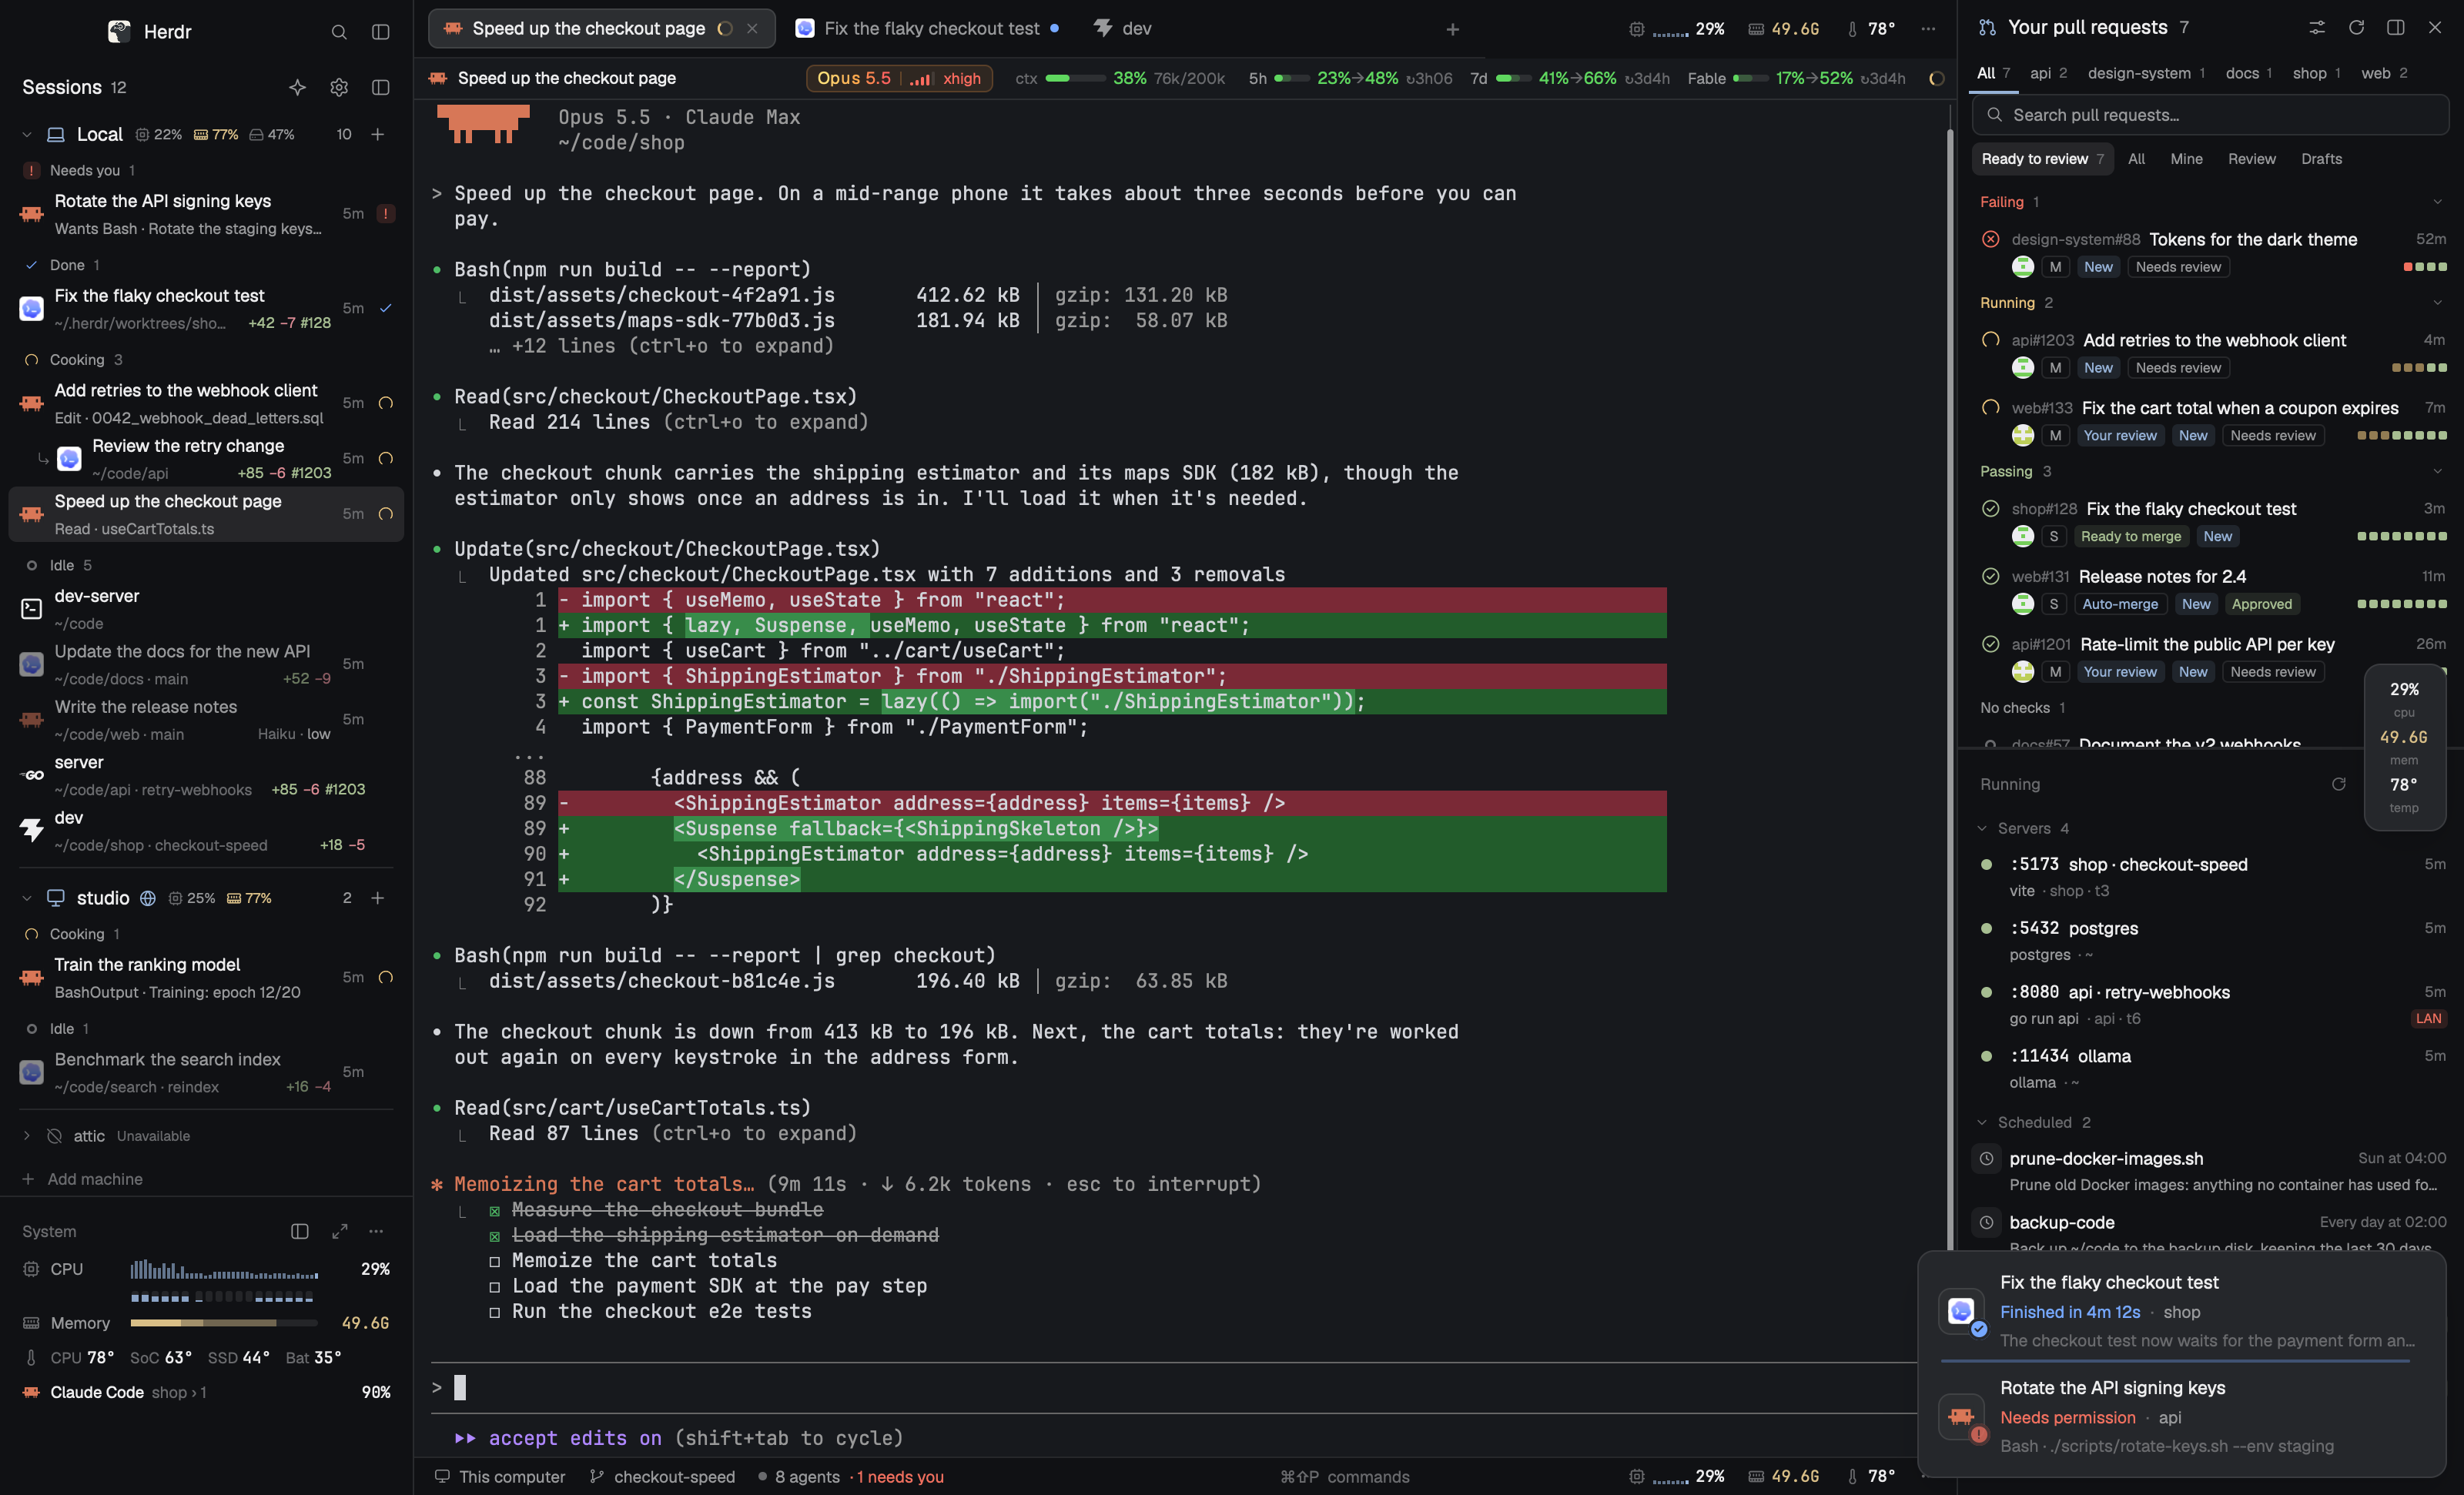 Herdr
Sessions 12
Local 22% 77% 47% 10
Needs you 1
Rotate the API signing keys 5m
Wants Bash · Rotate the staging keys...
Done 1
Fix the flaky checkout test 5m
~/.herdr/worktrees/sho... +42 −7 #128
Cooking 3
Add retries to the webhook client 5m
Edit · 0042_webhook_dead_letters.sql
Review the retry change 5m
~/code/api +85 −6 #1203
Speed up the checkout page 5m
Read · useCartTotals.ts
Idle 5
dev-server
~/code
Update the docs for the new API 5m
~/code/docs · main +52 −9
Write the release notes 5m
~/code/web · main Haiku · low
server
~/code/api · retry-webhooks +85 −6 #1203
dev
~/code/shop · checkout-speed +18 −5
studio 25% 77% 2
Cooking 1
Train the ranking model 5m
BashOutput · Training: epoch 12/20
Idle 1
Benchmark the search index 5m
~/code/search · reindex +16 −4
attic Unavailable
+ Add machine
System
CPU 29%
Memory 49.6G
CPU 78° SoC 63° SSD 44° Bat 35°
Claude Code shop › 1 90%
Speed up the checkout page
Fix the flaky checkout test
dev
29% 49.6G 78°
Speed up the checkout page
Opus 5.5 xhigh
ctx 38% 76k/200k 5h 23%→48% ↻3h06 7d 41%→66% ↻3d4h Fable 17%→52% ↻3d4h
Opus 5.5 · Claude Max
~/code/shop
> Speed up the checkout page. On a mid-range phone it takes about three seconds before you can
pay.
Bash(npm run build -- --report)
dist/assets/checkout-4f2a91.js 412.62 kB │ gzip: 131.20 kB
dist/assets/maps-sdk-77b0d3.js 181.94 kB │ gzip: 58.07 kB
… +12 lines (ctrl+o to expand)
Read(src/checkout/CheckoutPage.tsx)
Read 214 lines (ctrl+o to expand)
The checkout chunk carries the shipping estimator and its maps SDK (182 kB), though the
estimator only shows once an address is in. I'll load it when it's needed.
Update(src/checkout/CheckoutPage.tsx)
Updated src/checkout/CheckoutPage.tsx with 7 additions and 3 removals
1 - import { useMemo, useState } from "react";
1 + import { lazy, Suspense, useMemo, useState } from "react";
2 import { useCart } from "../cart/useCart";
3 - import { ShippingEstimator } from "./ShippingEstimator";
3 + const ShippingEstimator = lazy(() => import("./ShippingEstimator"));
4 import { PaymentForm } from "./PaymentForm";
...
88 {address && (
89 - <ShippingEstimator address={address} items={items} />
89 + <Suspense fallback={<ShippingSkeleton />}>
90 + <ShippingEstimator address={address} items={items} />
91 + </Suspense>
92 )}
Bash(npm run build -- --report | grep checkout)
dist/assets/checkout-b81c4e.js 196.40 kB │ gzip: 63.85 kB
The checkout chunk is down from 413 kB to 196 kB. Next, the cart totals: they're worked
out again on every keystroke in the address form.
Read(src/cart/useCartTotals.ts)
Read 87 lines (ctrl+o to expand)
Memoizing the cart totals… (9m 11s · ↓ 6.2k tokens · esc to interrupt)
Measure the checkout bundle
Load the shipping estimator on demand
Memoize the cart totals
Load the payment SDK at the pay step
Run the checkout e2e tests
>
accept edits on (shift+tab to cycle)
This computer checkout-speed 8 agents · 1 needs you ⌘⇧P commands 29% 49.6G 78°
Your pull requests 7
All 7 api 2 design-system 1 docs 1 shop 1 web 2
Search pull requests...
Ready to review 7 All Mine Review Drafts
Failing 1
design-system#88 Tokens for the dark theme 52m
M New Needs review
Running 2
api#1203 Add retries to the webhook client 4m
M New Needs review
web#133 Fix the cart total when a coupon expires 7m
M Your review New Needs review
Passing 3
shop#128 Fix the flaky checkout test 3m
S Ready to merge New
web#131 Release notes for 2.4 11m
S Auto-merge New Approved
api#1201 Rate-limit the public API per key 26m
M Your review New Needs review
No checks 1
docs#57 Document the v2 webhooks
29%
cpu
49.6G
mem
78°
temp
Running
Servers 4
:5173 shop · checkout-speed 5m
vite · shop · t3
:5432 postgres 5m
postgres · ~
:8080 api · retry-webhooks 5m
go run api · api · t6 LAN
:11434 ollama 5m
ollama · ~
Scheduled 2
prune-docker-images.sh Sun at 04:00
Prune old Docker images: anything no container has used fo...
backup-code Every day at 02:00
Back up ~/code to the backup disk, keeping the last 30 days
Fix the flaky checkout test
Finished in 4m 12s · shop
The checkout test now waits for the payment form an...
Rotate the API signing keys
Needs permission · api
Bash · ./scripts/rotate-keys.sh --env staging